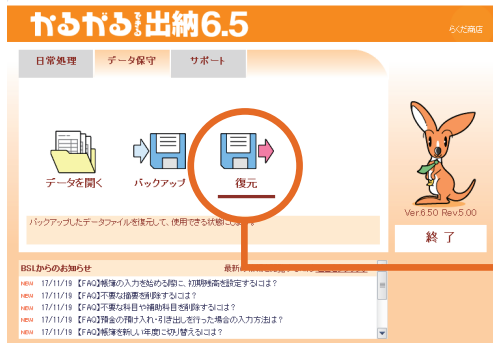 かるがるできる出納6.5
らくだ商店
日常処理 データ保守 サポート
データを開く バックアップ 復元
バックアップしたデータファイルを復元して、使用できる状態にします。
Ver.6.50 Rev.5.00
終了
BSLからのお知らせ 最新
NEW 17/11/19 【FAQ】帳簿の入力を始める際に、初期残高を設定するには？
NEW 17/11/19 【FAQ】不要な摘要を削除するには？
NEW 17/11/19 【FAQ】不要な科目や補助科目を削除するには？
NEW 17/11/19 【FAQ】預金の預け入れ・引き出しを行った場合の入力方法は？
NEW 17/11/19 【FAQ】帳簿を新しい年度に切り替えるには？